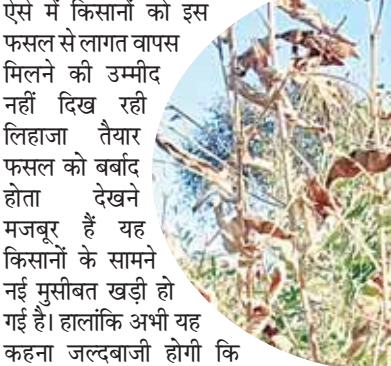 ऐसे में किसानों को इस
फसल से लागत वापस
मिलने की उम्मीद
नहीं दिख रही
लिहाजा तैयार
फसल को बर्बाद
होता देखने
मजबूर हैं यह
किसानों के सामने
नई मुसीबत खड़ी हो
गई है। हालांकि अभी यह
कहना जल्दबाजी होगी कि